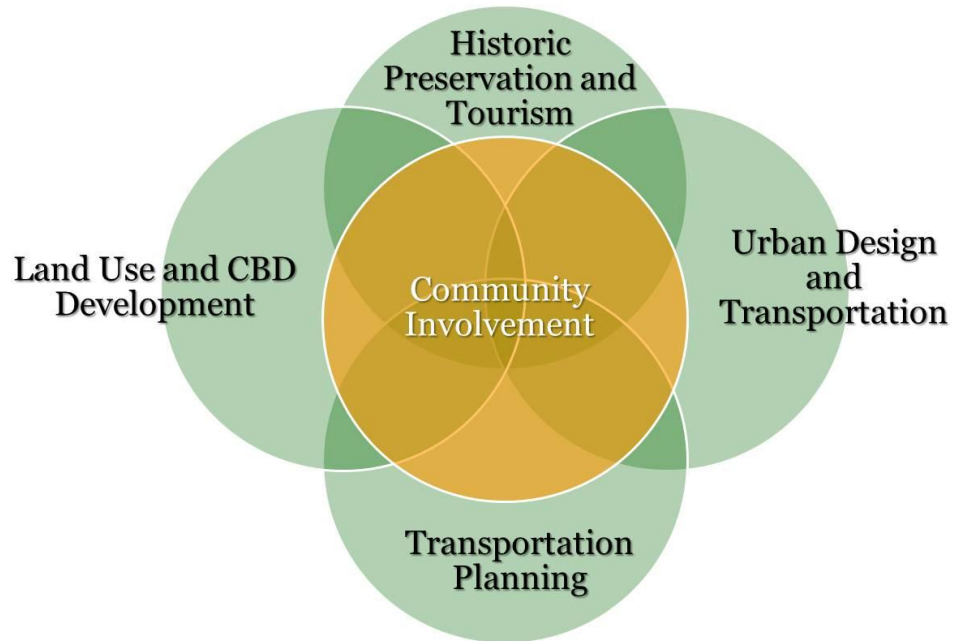 Historic
Preservation and
Tourism
Land Use and CBD
Development
Community
Involvement
Urban Design
and
Transportation
Transportation
Planning